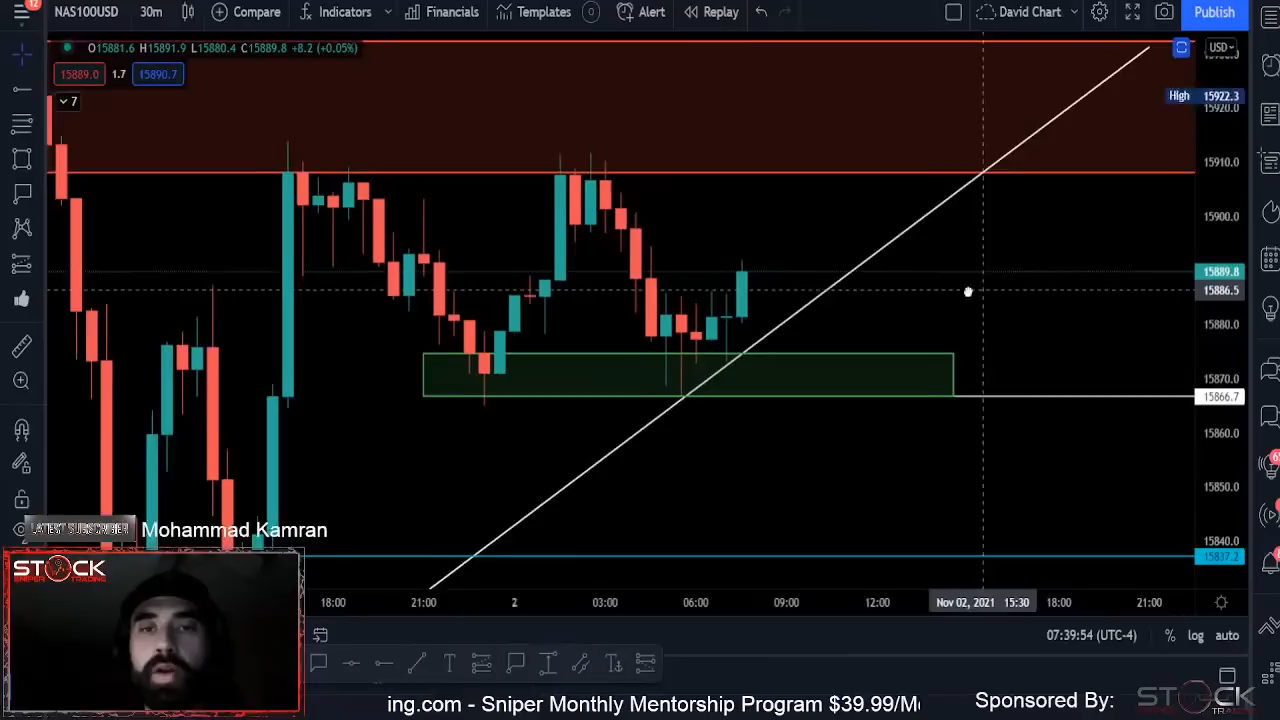 12
NAS100USD 30m Compare Indicators Financials Templates Alert Replay David Chart Publish
O15881.6 H15891.9 L15880.4 C15889.8 +8.2 (+0.05%)
USD
15889.0 1.7 15890.7
7
High 15922.3
15920.0
15910.0
15900.0
15889.8
15886.5
15880.0
15870.0
15866.7
15860.0
15850.0
15840.0
15837.2
LATEST SUBSCRIBER Mohammad Kamran
STOCK
SNIPER TRADING
18:00 21:00 2 03:00 06:00 09:00 12:00 Nov 02, 2021 15:30 18:00 21:00
07:39:54 (UTC-4) % log auto
ing.com - Sniper Monthly Mentorship Program $39.99/M
Sponsored By:
STOCK